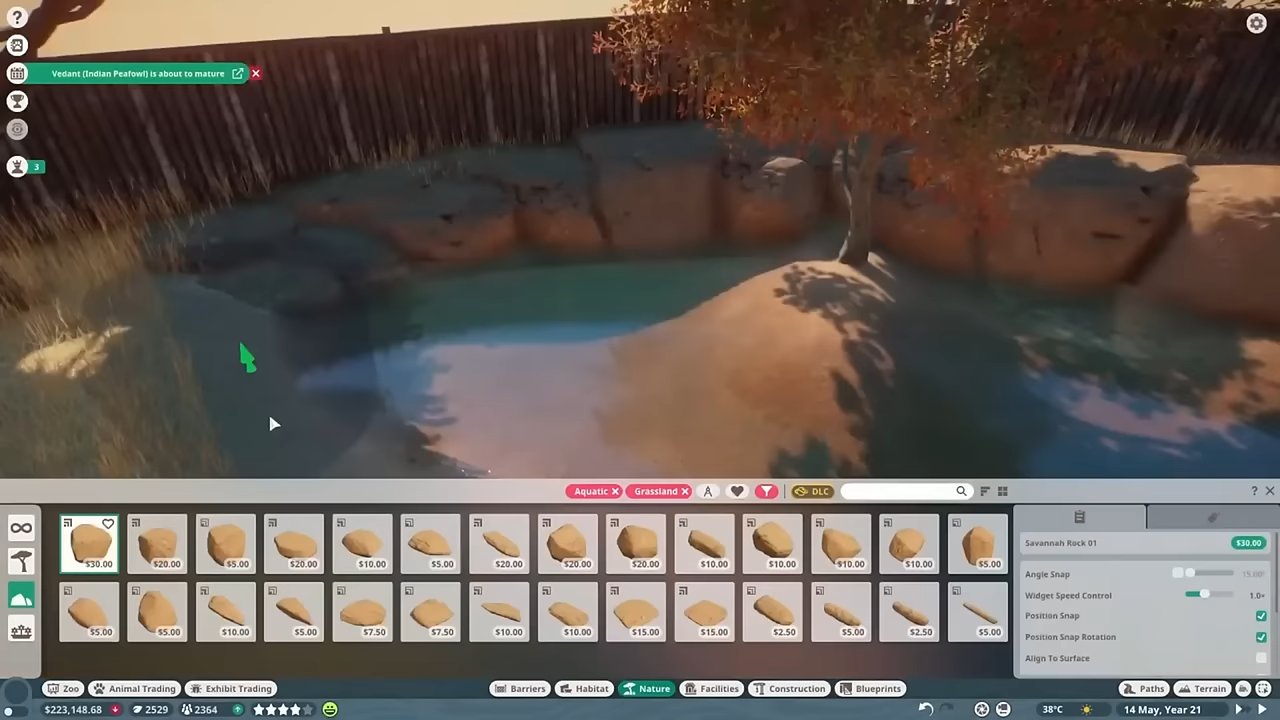 ?
Vedant (Indian Peafowl) is about to mature
3
Aquatic × Grassland × DLC
? ×
$30.00 $20.00 $5.00 $20.00 $10.00 $5.00 $20.00 $20.00 $20.00 $10.00 $10.00 $10.00 $10.00 $5.00
$5.00 $5.00 $10.00 $5.00 $7.50 $7.50 $10.00 $10.00 $15.00 $15.00 $2.50 $5.00 $2.50 $5.00
Savannah Rock 01 $30.00
Angle Snap
Widget Speed Control 1.0×
Position Snap
Position Snap Rotation
Align To Surface
Zoo Animal Trading Exhibit Trading Barriers Habitat Nature Facilities Construction Blueprints Paths Terrain
$223,148.68 2529 2364 38°C 14 May, Year 21